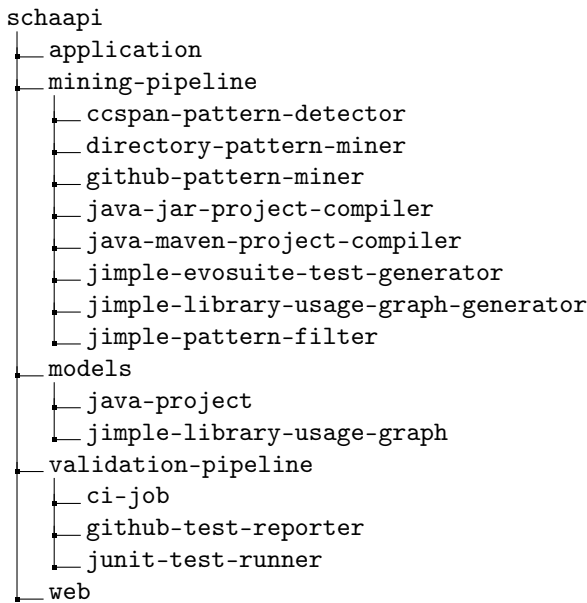 schaapi
application
mining-pipeline
ccspan-pattern-detector
directory-pattern-miner
github-pattern-miner
java-jar-project-compiler
java-maven-project-compiler
jimple-evosuite-test-generator
jimple-library-usage-graph-generator
jimple-pattern-filter
models
java-project
jimple-library-usage-graph
validation-pipeline
ci-job
github-test-reporter
junit-test-runner
web